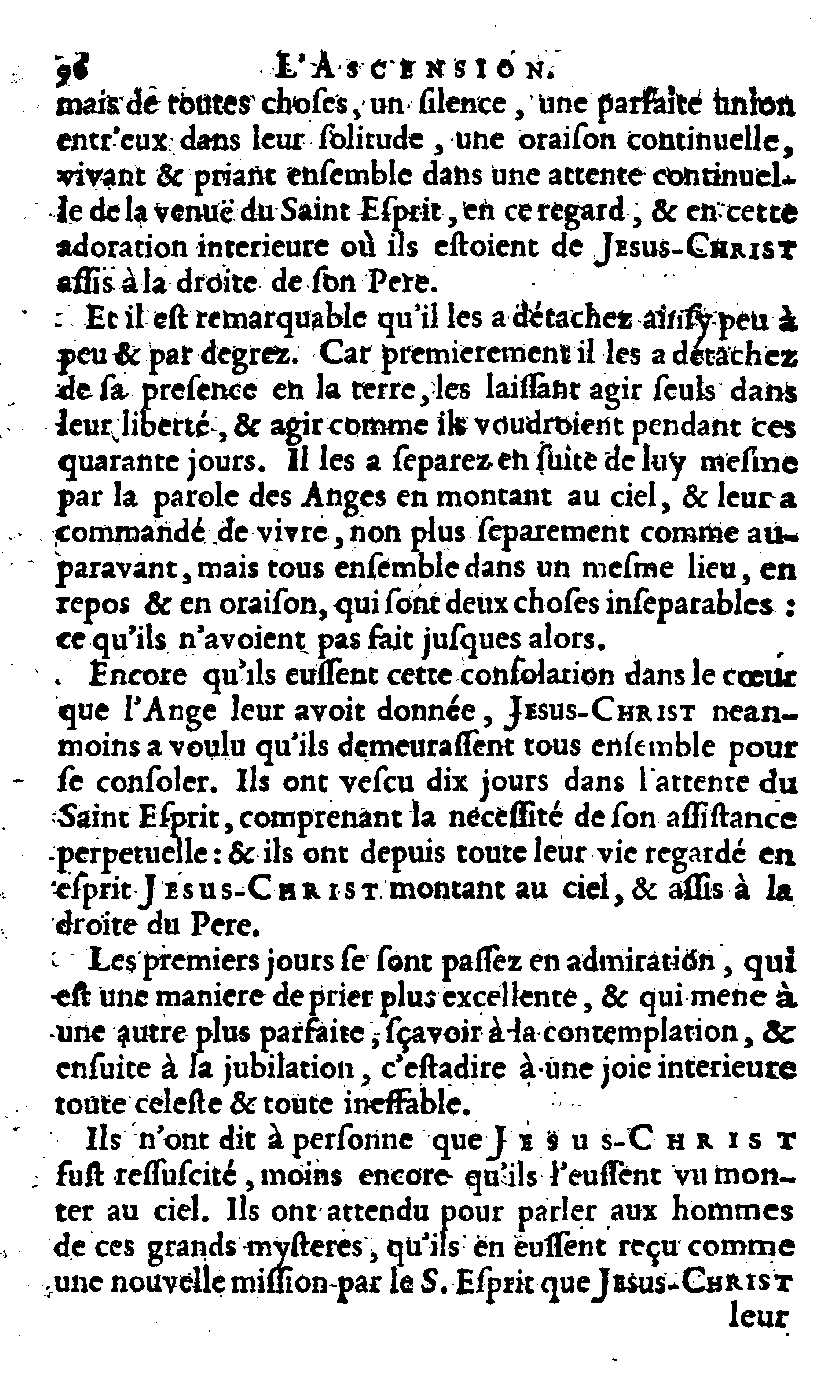 96 L'ASCENSION.
mais de toutes choſes, un ſilence, une parfaite union
entr'eux dans leur ſolitude, une oraiſon continuelle,
vivant & priant enſemble dans une attente continuel-
le de la venuë du Saint Eſprit, en ce regard, & en cette
adoration interieure où ils eſtoient de JESUS-CHRIST
aſſis à la droite de ſon Pere.
Et il eſt remarquable qu'il les a détachez ainſi peu à
peu & par degrez. Car premierement il les a détachez
de ſa preſence en la terre, les laiſſant agir ſeuls dans
leur liberté, & agir comme ils voudroient pendant ces
quarante jours. Il les a ſeparez en ſuite de luy meſme
par la parole des Anges en montant au ciel, & leur a
commandé de vivre, non plus ſeparement comme au-
paravant, mais tous enſemble dans un meſme lieu, en
repos & en oraiſon, qui ſont deux choſes inſeparables :
ce qu'ils n'avoient pas fait juſques alors.
Encore qu'ils euſſent cette conſolation dans le cœur
que l'Ange leur avoit donnée, JESUS-CHRIST nean-
moins a voulu qu'ils demeuraſſent tous enſemble pour
ſe conſoler. Ils ont veſcu dix jours dans l'attente du
Saint Eſprit, comprenant la neceſſité de ſon aſſiſtance
perpetuelle : & ils ont depuis toute leur vie regardé en
eſprit JESUS-CHRIST montant au ciel, & aſſis à la
droite du Pere.
Les premiers jours ſe ſont paſſez en admiration, qui
eſt une maniere de prier plus excellente, & qui mene à
une autre plus parfaite, ſçavoir à la contemplation, &
enſuite à la jubilation, c'eſtadire à une joie interieure
toute celeſte & toute ineffable.
Ils n'ont dit à perſonne que JESUS-CHRIST
fuſt reſſuſcité, moins encore qu'ils l'euſſent vu mon-
ter au ciel. Ils ont attendu pour parler aux hommes
de ces grands myſteres, qu'ils en euſſent reçu comme
une nouvelle miſſion par le S. Eſprit que JESUS-CHRIST
leur